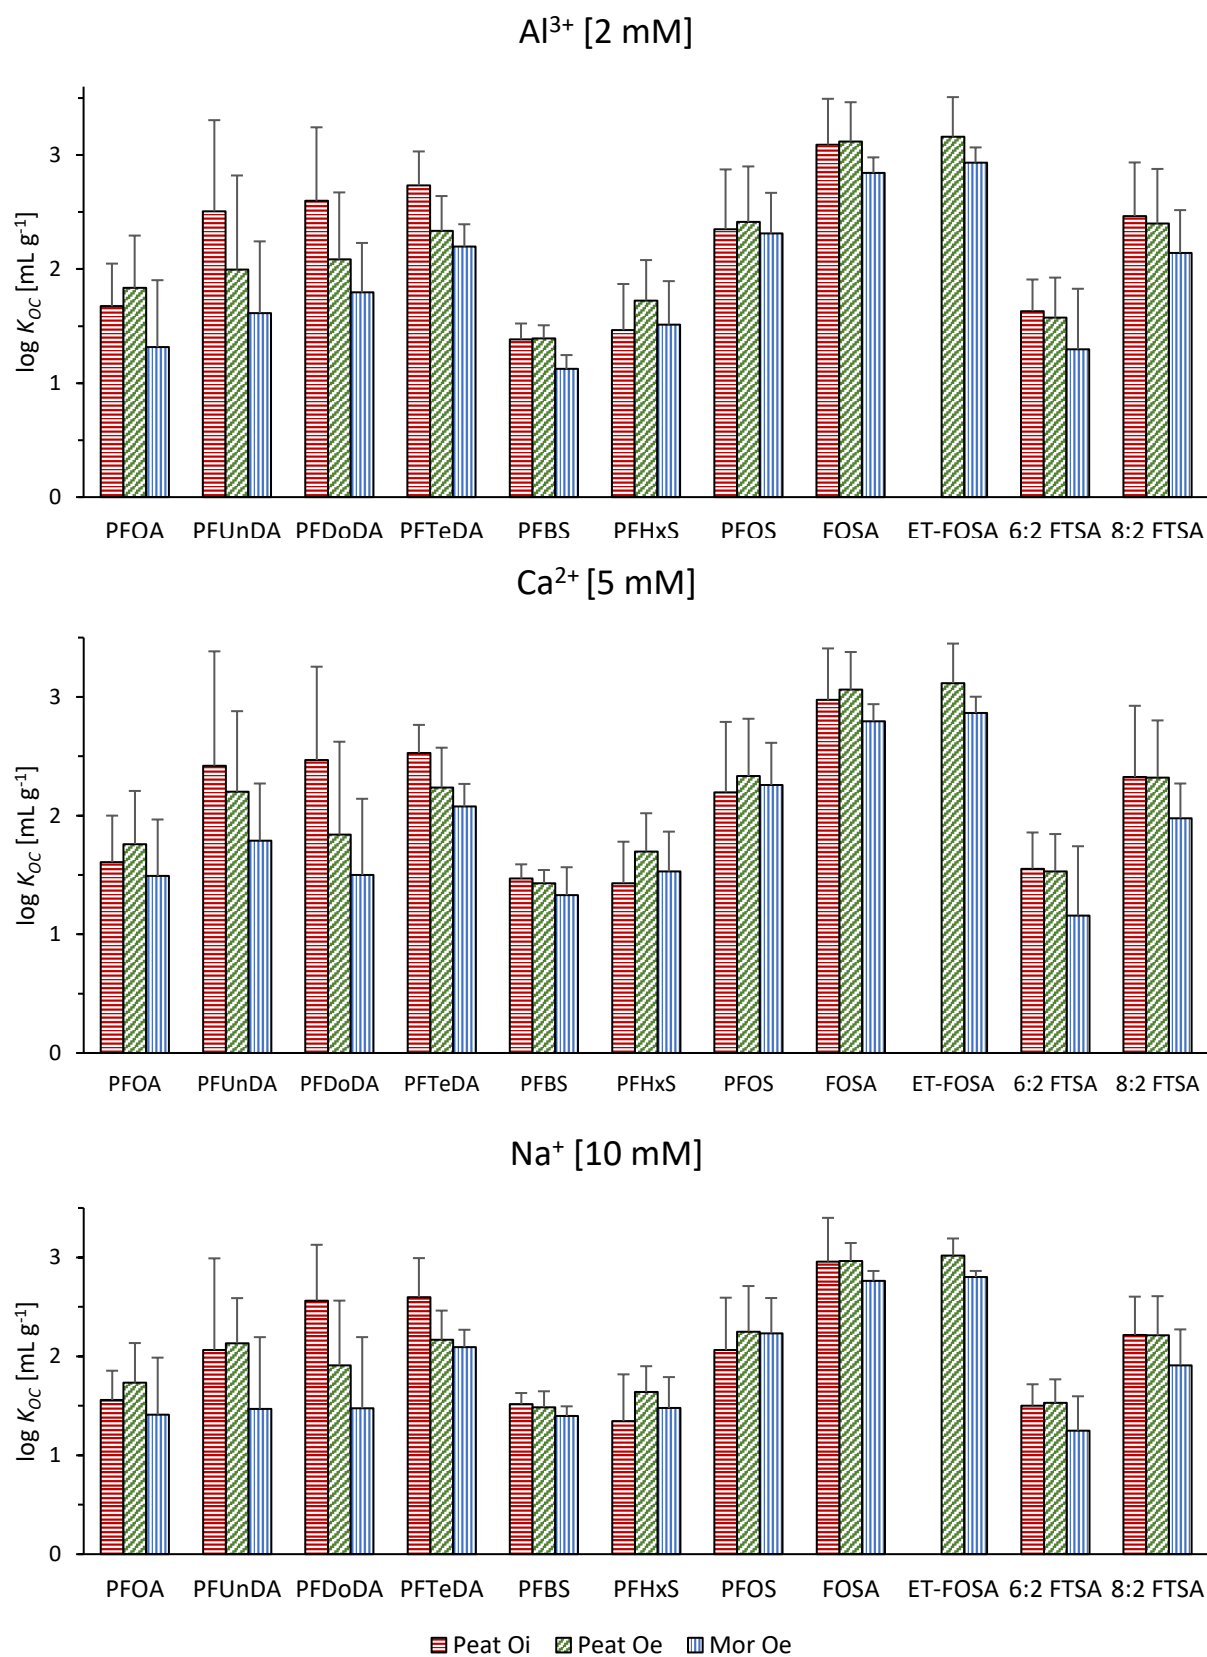 Al³⁺ [2 mM]
log K_OC [mL g⁻¹]
3
2
1
0
PFOA PFUnDA PFDoDA PFTeDA PFBS PFHxS PFOS FOSA ET-FOSA 6:2 FTSA 8:2 FTSA
Ca²⁺ [5 mM]
log K_OC [mL g⁻¹]
3
2
1
0
PFOA PFUnDA PFDoDA PFTeDA PFBS PFHxS PFOS FOSA ET-FOSA 6:2 FTSA 8:2 FTSA
Na⁺ [10 mM]
log K_OC [mL g⁻¹]
3
2
1
0
PFOA PFUnDA PFDoDA PFTeDA PFBS PFHxS PFOS FOSA ET-FOSA 6:2 FTSA 8:2 FTSA
Peat Oi Peat Oe Mor Oe